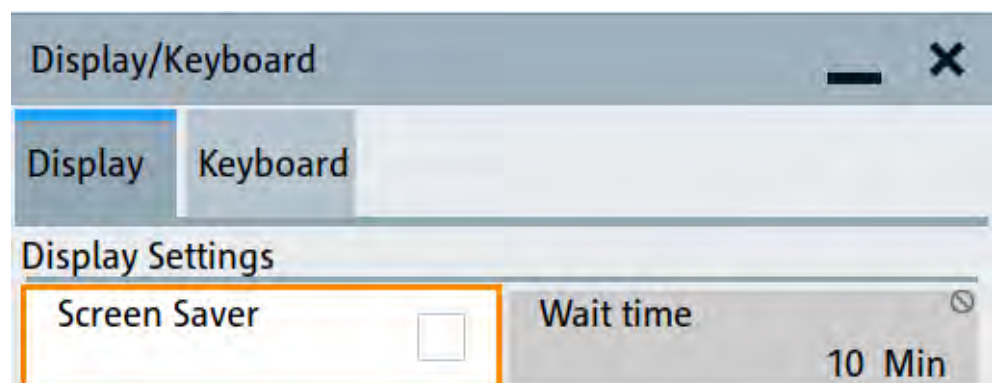 Display/Keyboard
Display Keyboard
Display Settings
Screen Saver Wait time
10 Min